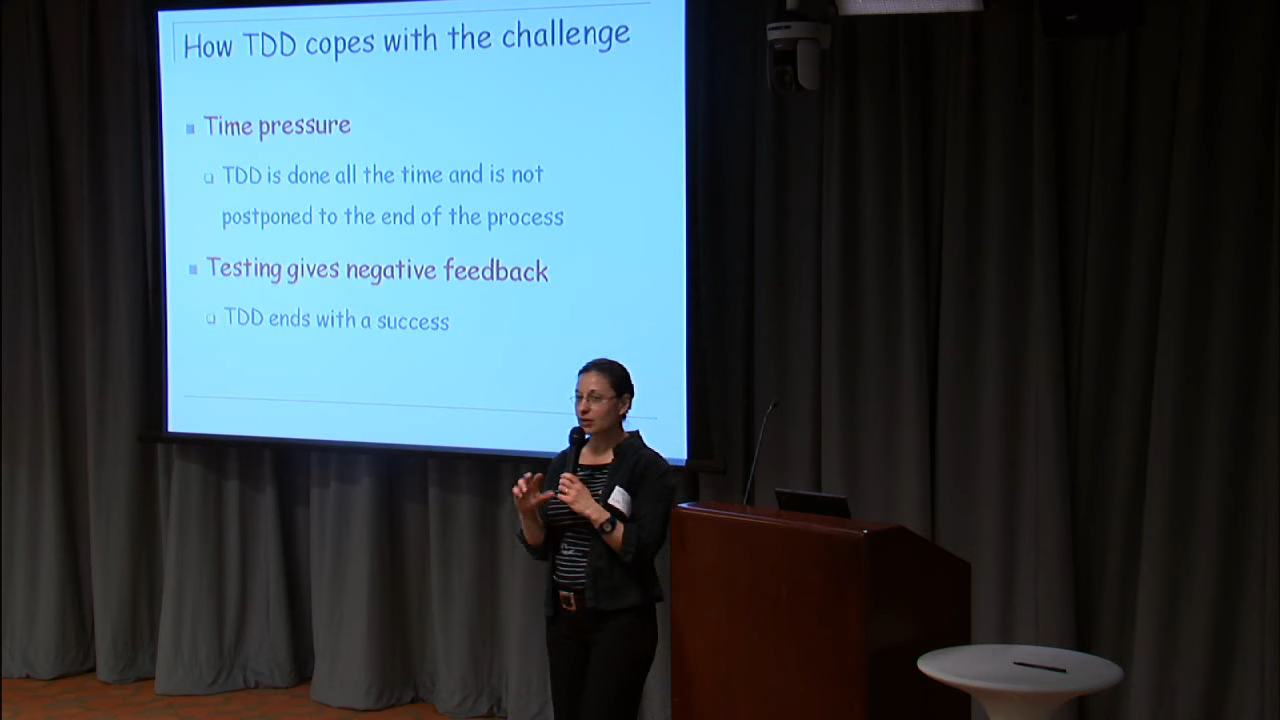 How TDD copes with the challenge
Time pressure
TDD is done all the time and is not
postponed to the end of the process
Testing gives negative feedback
TDD ends with a success